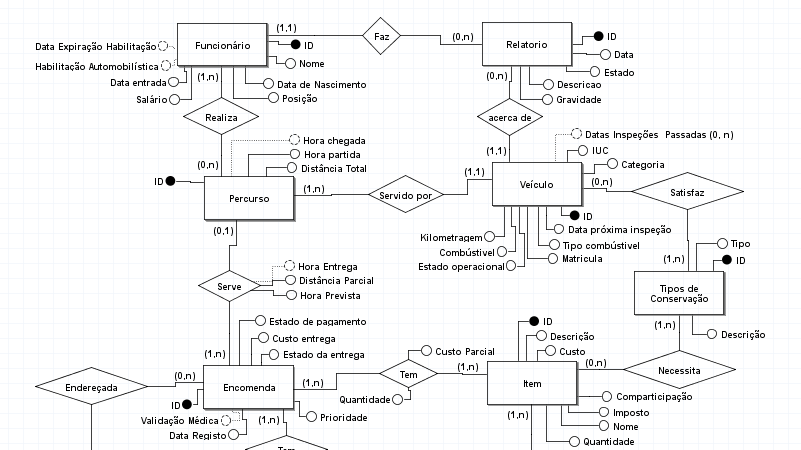 (1,1)
Faz
(0,n)
Data Expiração Habilitação
Funcionário
ID
Relatorio
ID
Data
Habilitação Automobilística
Nome
Estado
Data entrada
(1,n)
Data de Nascimento
(0,n)
Descricao
Salário
Posição
Gravidade
Realiza
acerca de
Datas Inspeções Passadas (0, n)
Hora chegada
Hora partida
(1,1)
IUC
(0,n)
Distância Total
Categoria
ID
(1,n)
(1,1)
Veículo
(0,n)
Satisfaz
Percurso
Servido por
ID
(0,1)
Kilometragem
Data próxima inspeção
Combústivel
Tipo combústivel
Tipo
Estado operacional
Matricula
(1,n)
ID
Hora Entrega
Serve
Distância Parcial
Tipos de
Conservação
Hora Prevista
Estado de pagamento
ID
(1,n)
Custo entrega
Descrição
Descrição
(1,n)
Estado da entrega
Custo Parcial
Custo
(0,n)
(1,n)
(0,n)
Necessita
Endereçada
Encomenda
(1,n)
Tem
Item
ID
Quantidade
Comparticipação
Validação Médica
(1,n)
Prioridade
(1,n)
Imposto
Data Registo
Nome
Tem
Quantidade